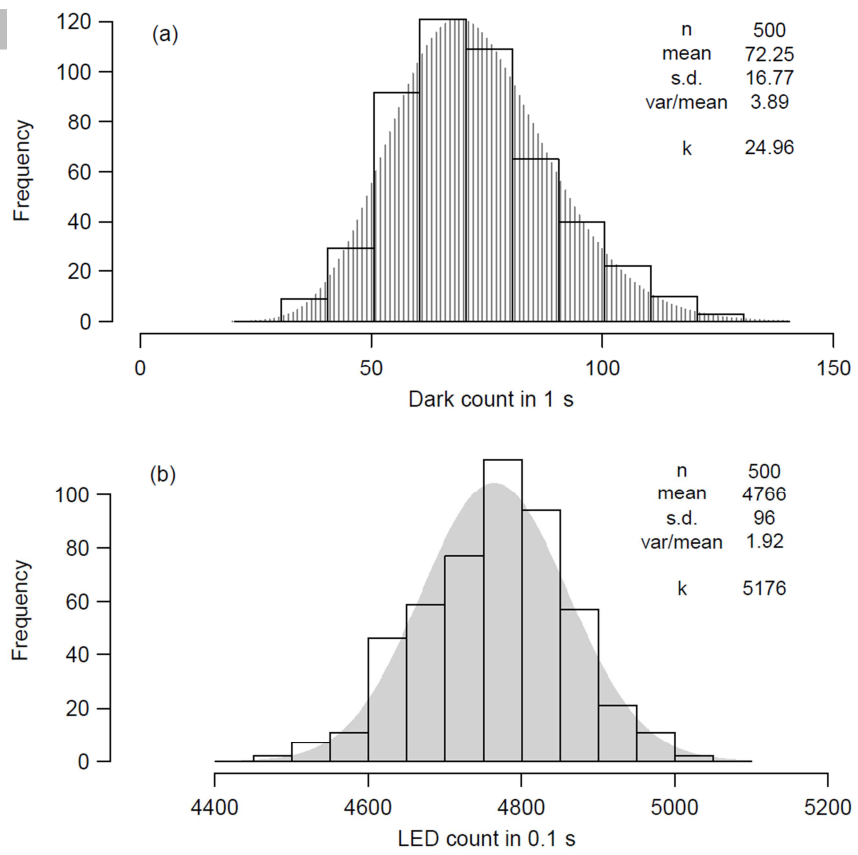 (a)
n 500
mean 72.25
s.d. 16.77
var/mean 3.89
k 24.96
Frequency
120
100
80
60
40
20
0
0 50 100 150
Dark count in 1 s
(b)
n 500
mean 4766
s.d. 96
var/mean 1.92
k 5176
Frequency
100
80
60
40
20
0
4400 4600 4800 5000 5200
LED count in 0.1 s